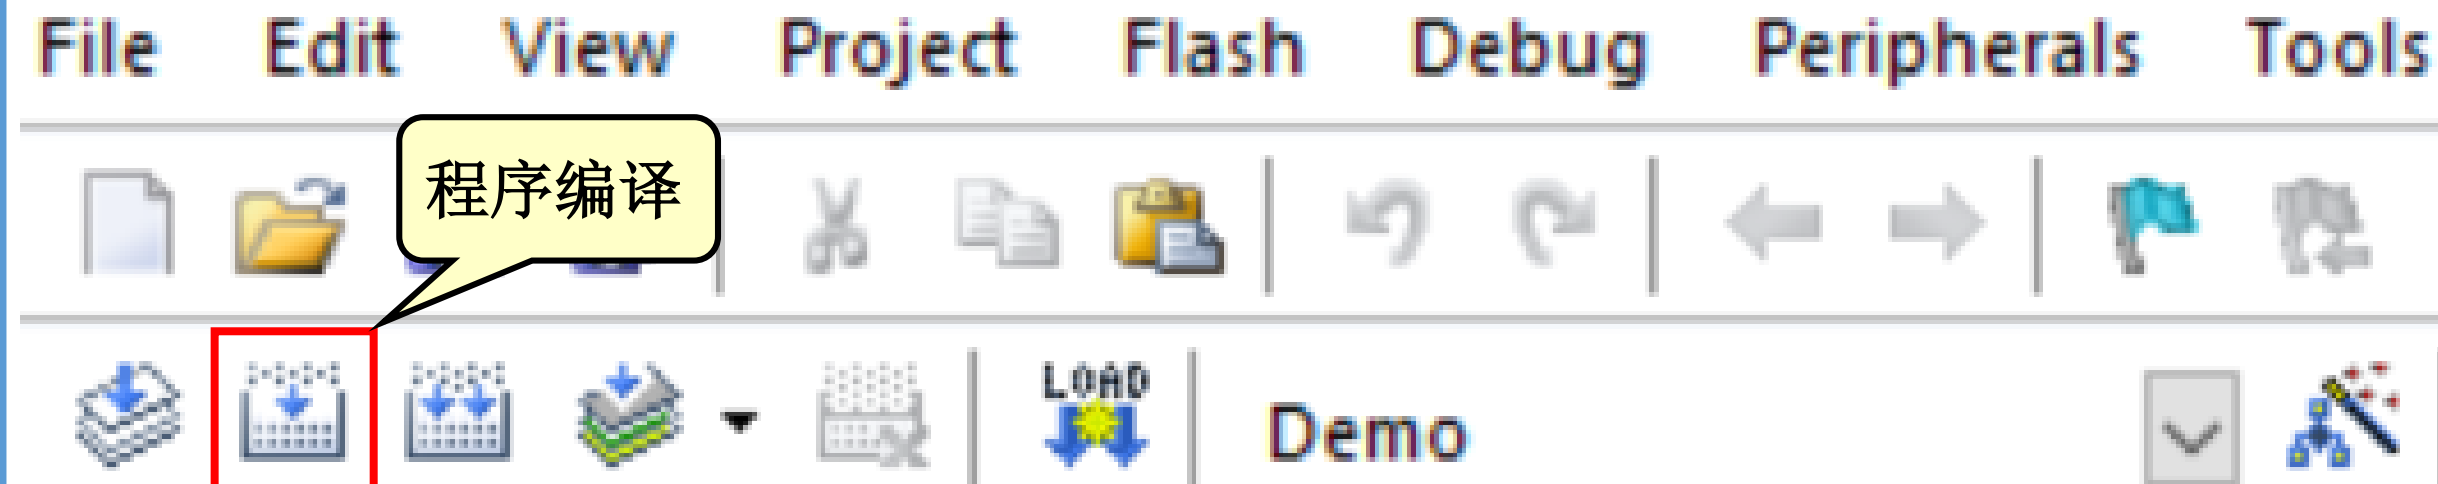 File Edit View Project Flash Debug Peripherals Tools
程序编译
LOAD
Demo